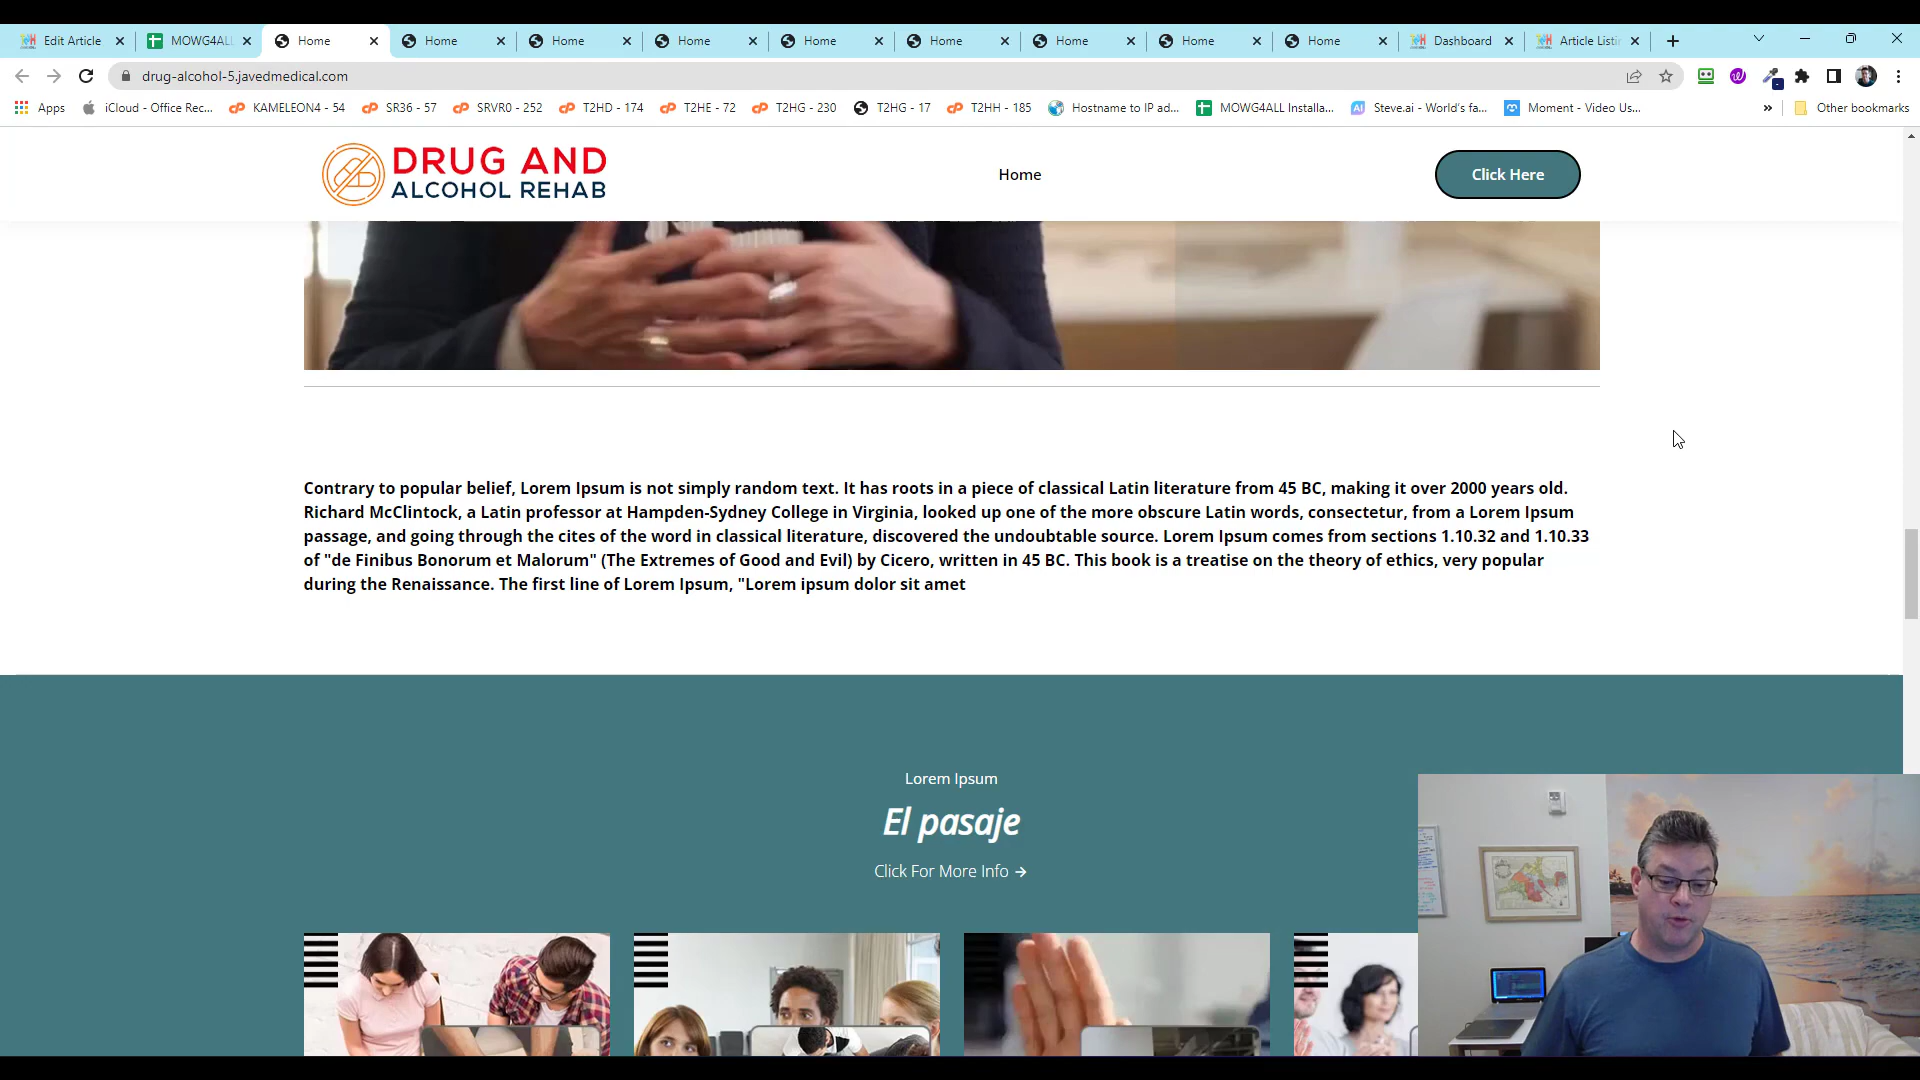 Edit Article
MOWG4ALL
Home
Home
Home
Home
Home
Home
Home
Home
Home
Dashboard
Article Listi
drug-alcohol-5.javedmedical.com
Apps
iCloud - Office Rec...
KAMELEON4 - 54
SR36 - 57
SRVR0 - 252
T2HD - 174
T2HE - 72
T2HG - 230
T2HG - 17
T2HH - 185
Hostname to IP ad...
MOWG4ALL Installa...
Steve.ai - World's fa...
Moment - Video Us...
Other bookmarks
DRUG AND
ALCOHOL REHAB
Home
Click Here
Contrary to popular belief, Lorem Ipsum is not simply random text. It has roots in a piece of classical Latin literature from 45 BC, making it over 2000 years old.
Richard McClintock, a Latin professor at Hampden-Sydney College in Virginia, looked up one of the more obscure Latin words, consectetur, from a Lorem Ipsum
passage, and going through the cites of the word in classical literature, discovered the undoubtable source. Lorem Ipsum comes from sections 1.10.32 and 1.10.33
of "de Finibus Bonorum et Malorum" (The Extremes of Good and Evil) by Cicero, written in 45 BC. This book is a treatise on the theory of ethics, very popular
during the Renaissance. The first line of Lorem Ipsum, "Lorem ipsum dolor sit amet
Lorem Ipsum
El pasaje
Click For More Info →